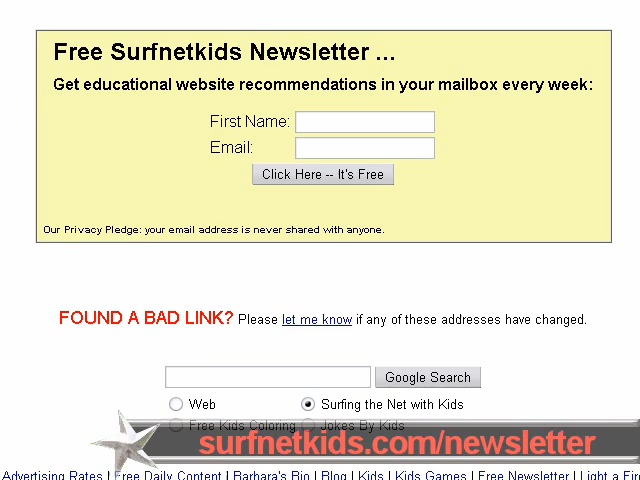 Free Surfnetkids Newsletter ...
Get educational website recommendations in your mailbox every week:
First Name:
Email:
Click Here -- It's Free
Our Privacy Pledge: your email address is never shared with anyone.
FOUND A BAD LINK? Please let me know if any of these addresses have changed.
Google Search
Web Surfing the Net with Kids
Free Kids Coloring Jokes By Kids
surfnetkids.com/newsletter
Advertising Rates | Free Daily Content | Barbara's Bio | Blog | Kids | Kids Games | Free Newsletter | Light a